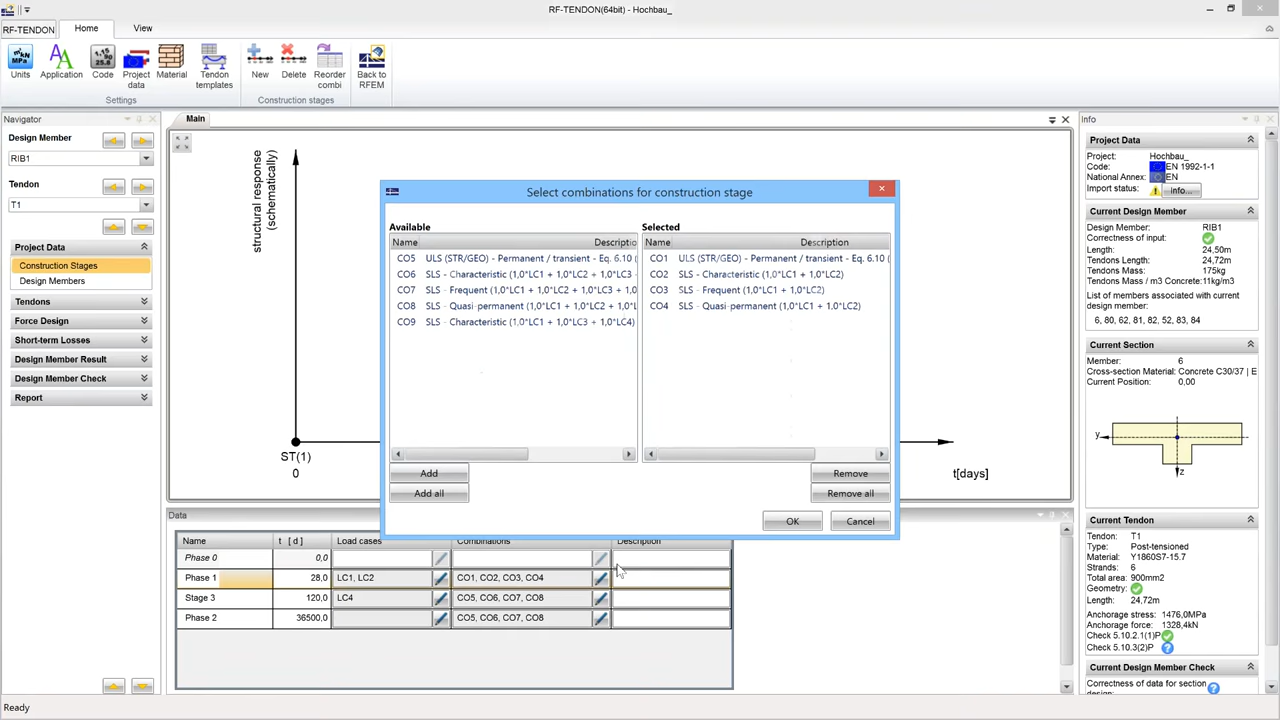 RF-TENDON(64bit) - Hochbau_
RF-TENDON Home View
Units
Application
Code
Project data
Material
Tendon templates
Settings
New
Delete
Reorder combi
Construction stages
Back to RFEM
Navigator
Design Member
RIB1
Tendon
T1
Project Data
Construction Stages
Design Members
Tendons
Force Design
Short-term Losses
Design Member Result
Design Member Check
Report
Main
structural response
(schematically)
ST(1)
0
t[days]
Select combinations for construction stage
Available
Name Descriptio
CO5 ULS (STR/GEO) - Permanent / transient - Eq. 6.10 (
CO6 SLS - Characteristic (1,0*LC1 + 1,0*LC2 + 1,0*LC3
CO7 SLS - Frequent (1,0*LC1 + 1,0*LC2 + 1,0*LC3 + 1,0
CO8 SLS - Quasi-permanent (1,0*LC1 + 1,0*LC2 + 1,0*L
CO9 SLS - Characteristic (1,0*LC1 + 1,0*LC3 + 1,0*LC4)
Add
Add all
Selected
Name Description
CO1 ULS (STR/GEO) - Permanent / transient - Eq. 6.10 (
CO2 SLS - Characteristic (1,0*LC1 + 1,0*LC2)
CO3 SLS - Frequent (1,0*LC1 + 1,0*LC2)
CO4 SLS - Quasi-permanent (1,0*LC1 + 1,0*LC2)
Remove
Remove all
OK Cancel
Data
Name t [ d ] Load cases Combinations Description
Phase 0 0,0
Phase 1 28,0 LC1, LC2 CO1, CO2, CO3, CO4
Stage 3 120,0 LC4 CO5, CO6, CO7, CO8
Phase 2 36500,0 CO5, CO6, CO7, CO8
Info
Project Data
Project: Hochbau_
Code: EN 1992-1-1
National Annex: EN
Import status: info...
Current Design Member
Design Member: RIB1
Correctness of input:
Length: 24,50m
Tendons Length: 24,72m
Tendons Mass: 175kg
Tendons Mass / m3 Concrete: 11kg/m3
List of members associated with current
design member:
6, 80, 62, 81, 82, 52, 83, 84
Current Section
Member: 6
Cross-section Material: Concrete C30/37 | E
Current Position: 0,00
y
z
Current Tendon
Tendon: T1
Type: Post-tensioned
Material: Y1860S7-15.7
Strands: 6
Total area: 900mm2
Geometry:
Length: 24,72m
Anchorage stress: 1476,0MPa
Anchorage force: 1328,4kN
Check 5.10.2.1(1)P
Check 5.10.3(2)P
Current Design Member Check
Correctness of data for section
design:
Ready